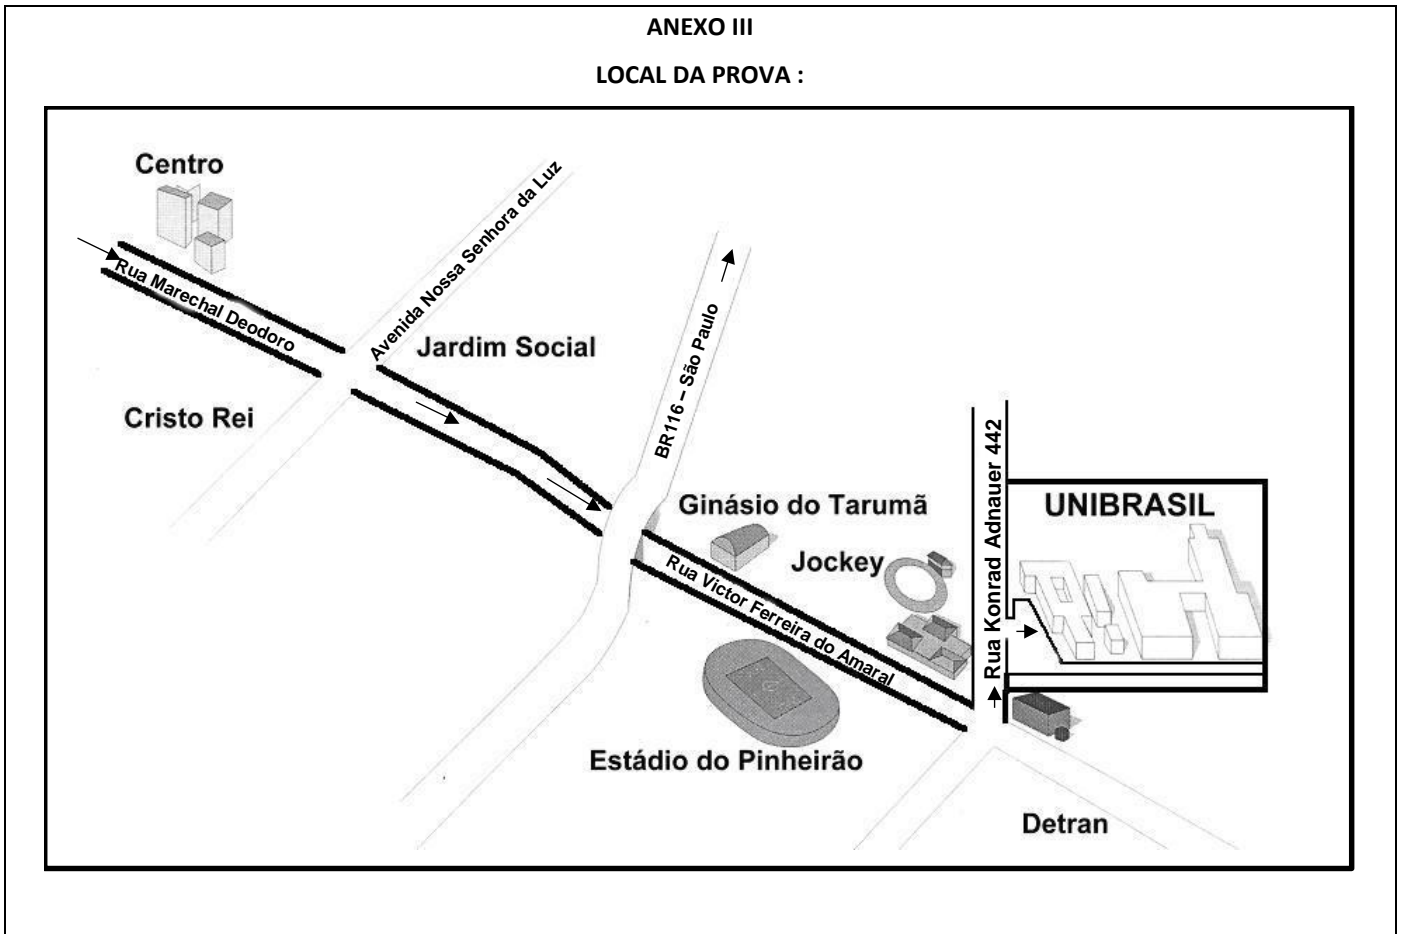 ANEXO III
LOCAL DA PROVA :
Centro
Rua Marechal Deodoro
Avenida Nossa Senhora da Luz
Jardim Social
Cristo Rei
BR116 – São Paulo
Ginásio do Tarumã
Jockey
Rua Victor Ferreira do Amaral
Rua Konrad Adnauer 442
UNIBRASIL
Estádio do Pinheirão
Detran